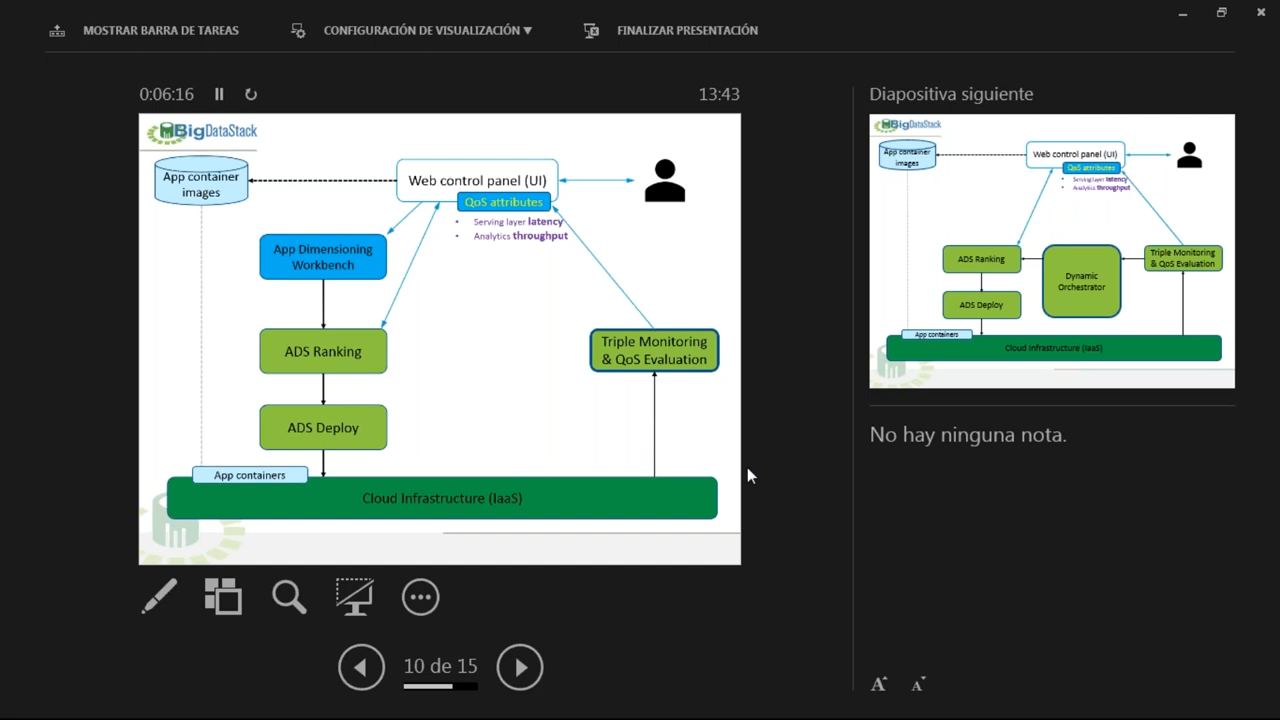 MOSTRAR BARRA DE TAREAS
CONFIGURACIÓN DE VISUALIZACIÓN ▼
FINALIZAR PRESENTACIÓN
0:06:16
13:43
BigDataStack
App container
images
Web control panel (UI)
QoS attributes
• Serving layer latency
• Analytics throughput
App Dimensioning
Workbench
ADS Ranking
Triple Monitoring
& QoS Evaluation
ADS Deploy
App containers
Cloud Infrastructure (IaaS)
10 de 15
Diapositiva siguiente
BigDataStack
App container
images
Web control panel (UI)
QoS attributes
• Serving layer latency
• Analytics throughput
ADS Ranking
Dynamic
Orchestrator
Triple Monitoring
& QoS Evaluation
ADS Deploy
App containers
Cloud Infrastructure (IaaS)
No hay ninguna nota.
A A